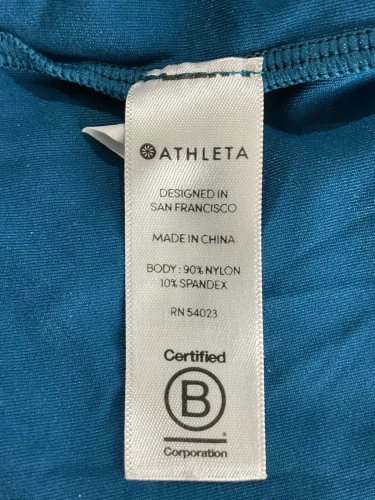 ATHLETA
DESIGNED IN
SAN FRANCISCO
MADE IN CHINA
BODY : 90% NYLON
10% SPANDEX
RN 54023
Certified
B
Corporation